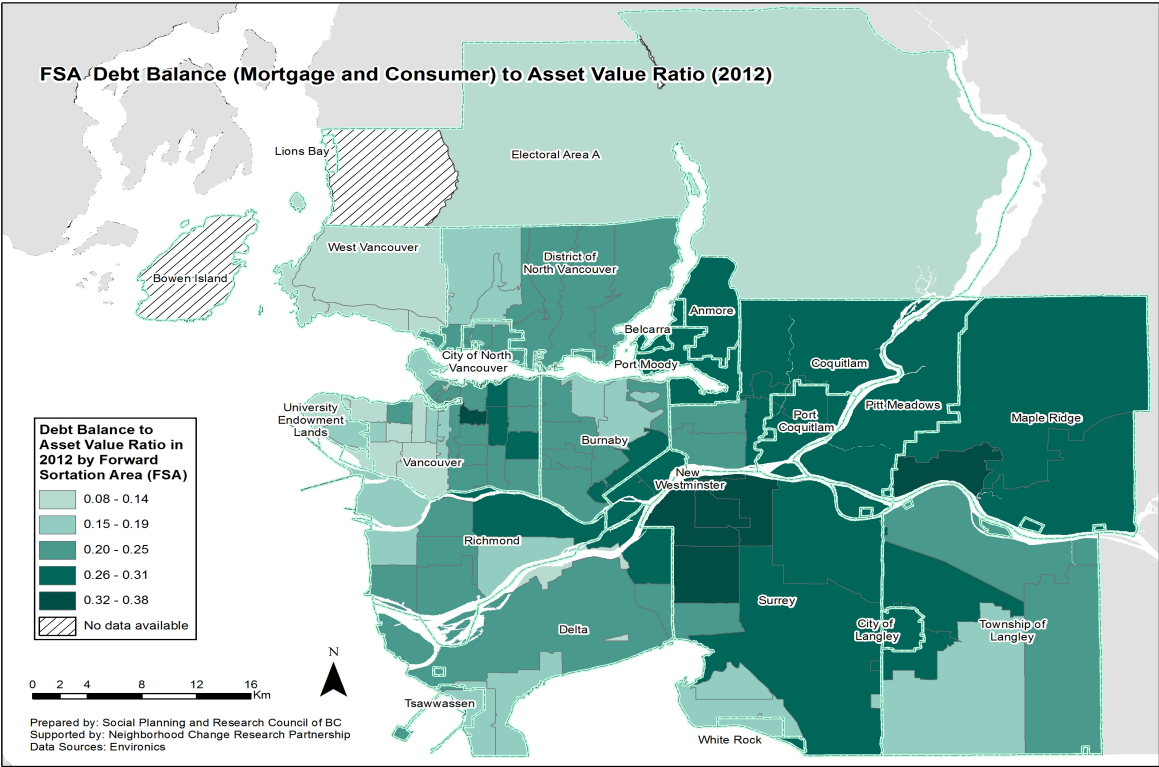 FSA Debt Balance (Mortgage and Consumer) to Asset Value Ratio (2012)
Lions Bay
Electoral Area A
West Vancouver
Bowen Island
District of
North Vancouver
Anmore
Belcarra
City of North
Vancouver
Port Moody
Coquitlam
Pitt Meadows
Maple Ridge
Port
Coquitlam
University
Endowment
Lands
Burnaby
Vancouver
New
Westminster
Richmond
Surrey
Delta
City of
Langley
Township of
Langley
Tsawwassen
White Rock
Debt Balance to
Asset Value Ratio in
2012 by Forward
Sortation Area (FSA)
0.08 - 0.14
0.15 - 0.19
0.20 - 0.25
0.26 - 0.31
0.32 - 0.38
No data available
N
0 2 4 8 12 16
Km
Prepared by: Social Planning and Research Council of BC
Supported by: Neighborhood Change Research Partnership
Data Sources: Environics